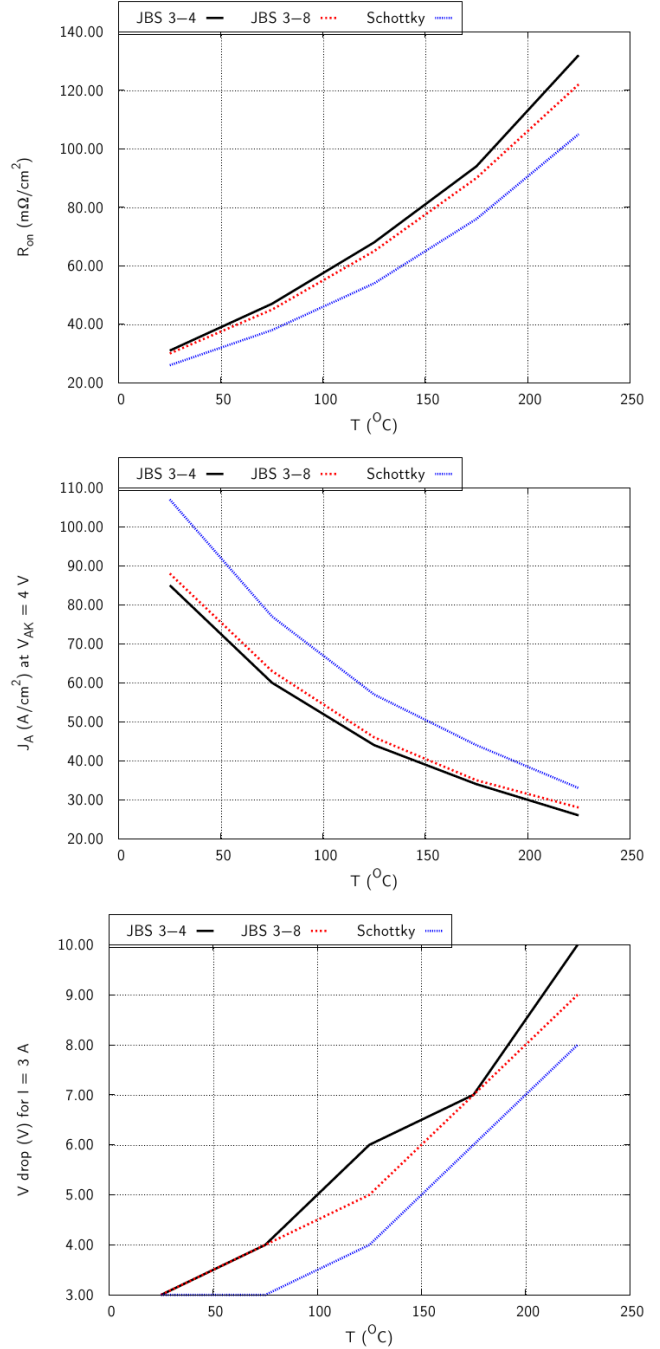 JBS 3–4 JBS 3–8 Schottky
140.00
120.00
100.00
80.00
60.00
40.00
20.00
R_on (mΩ/cm²)
0 50 100 150 200 250
T (ᴼC)
JBS 3–4 JBS 3–8 Schottky
110.00
100.00
90.00
80.00
70.00
60.00
50.00
40.00
30.00
20.00
J_A (A/cm²) at V_AK = 4 V
0 50 100 150 200 250
T (ᴼC)
JBS 3–4 JBS 3–8 Schottky
10.00
9.00
8.00
7.00
6.00
5.00
4.00
3.00
V drop (V) for I = 3 A
0 50 100 150 200 250
T (ᴼC)